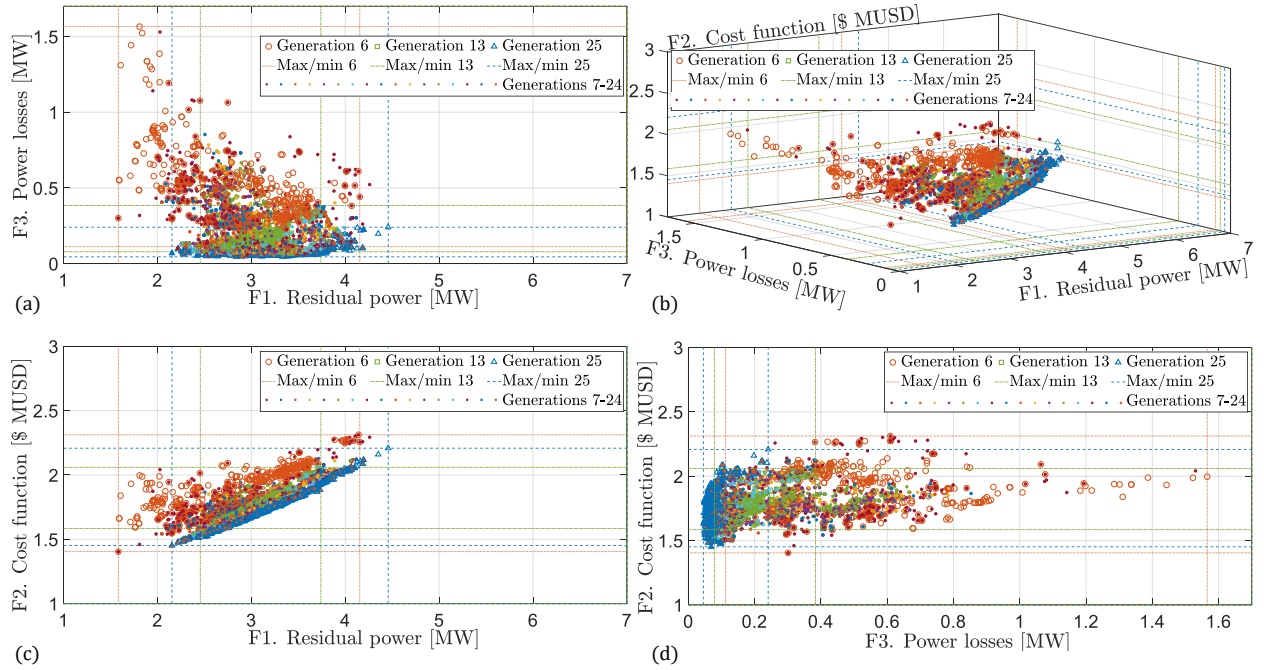 F3. Power losses [MW]
1.5
1
0.5
0
Generation 6 Generation 13 Generation 25
Max/min 6 Max/min 13 Max/min 25
Generations 7-24
1 2 3 4 5 6 7
(a) F1. Residual power [MW]
F2. Cost function [$ MUSD]
3
2.5
2
1.5
1
Generation 6 Generation 13 Generation 25
Max/min 6 Max/min 13 Max/min 25
Generations 7-24
1.5
1
0.5
0
F3. Power losses [MW]
1 2 3 4 5 6 7
F1. Residual power [MW]
(b)
F2. Cost function [$ MUSD]
3
2.5
2
1.5
1
Generation 6 Generation 13 Generation 25
Max/min 6 Max/min 13 Max/min 25
Generations 7-24
1 2 3 4 5 6 7
F1. Residual power [MW]
(c)
F2. Cost function [$ MUSD]
3
2.5
2
1.5
1
Generation 6 Generation 13 Generation 25
Max/min 6 Max/min 13 Max/min 25
Generations 7-24
0 0.2 0.4 0.6 0.8 1 1.2 1.4 1.6
F3. Power losses [MW]
(d)